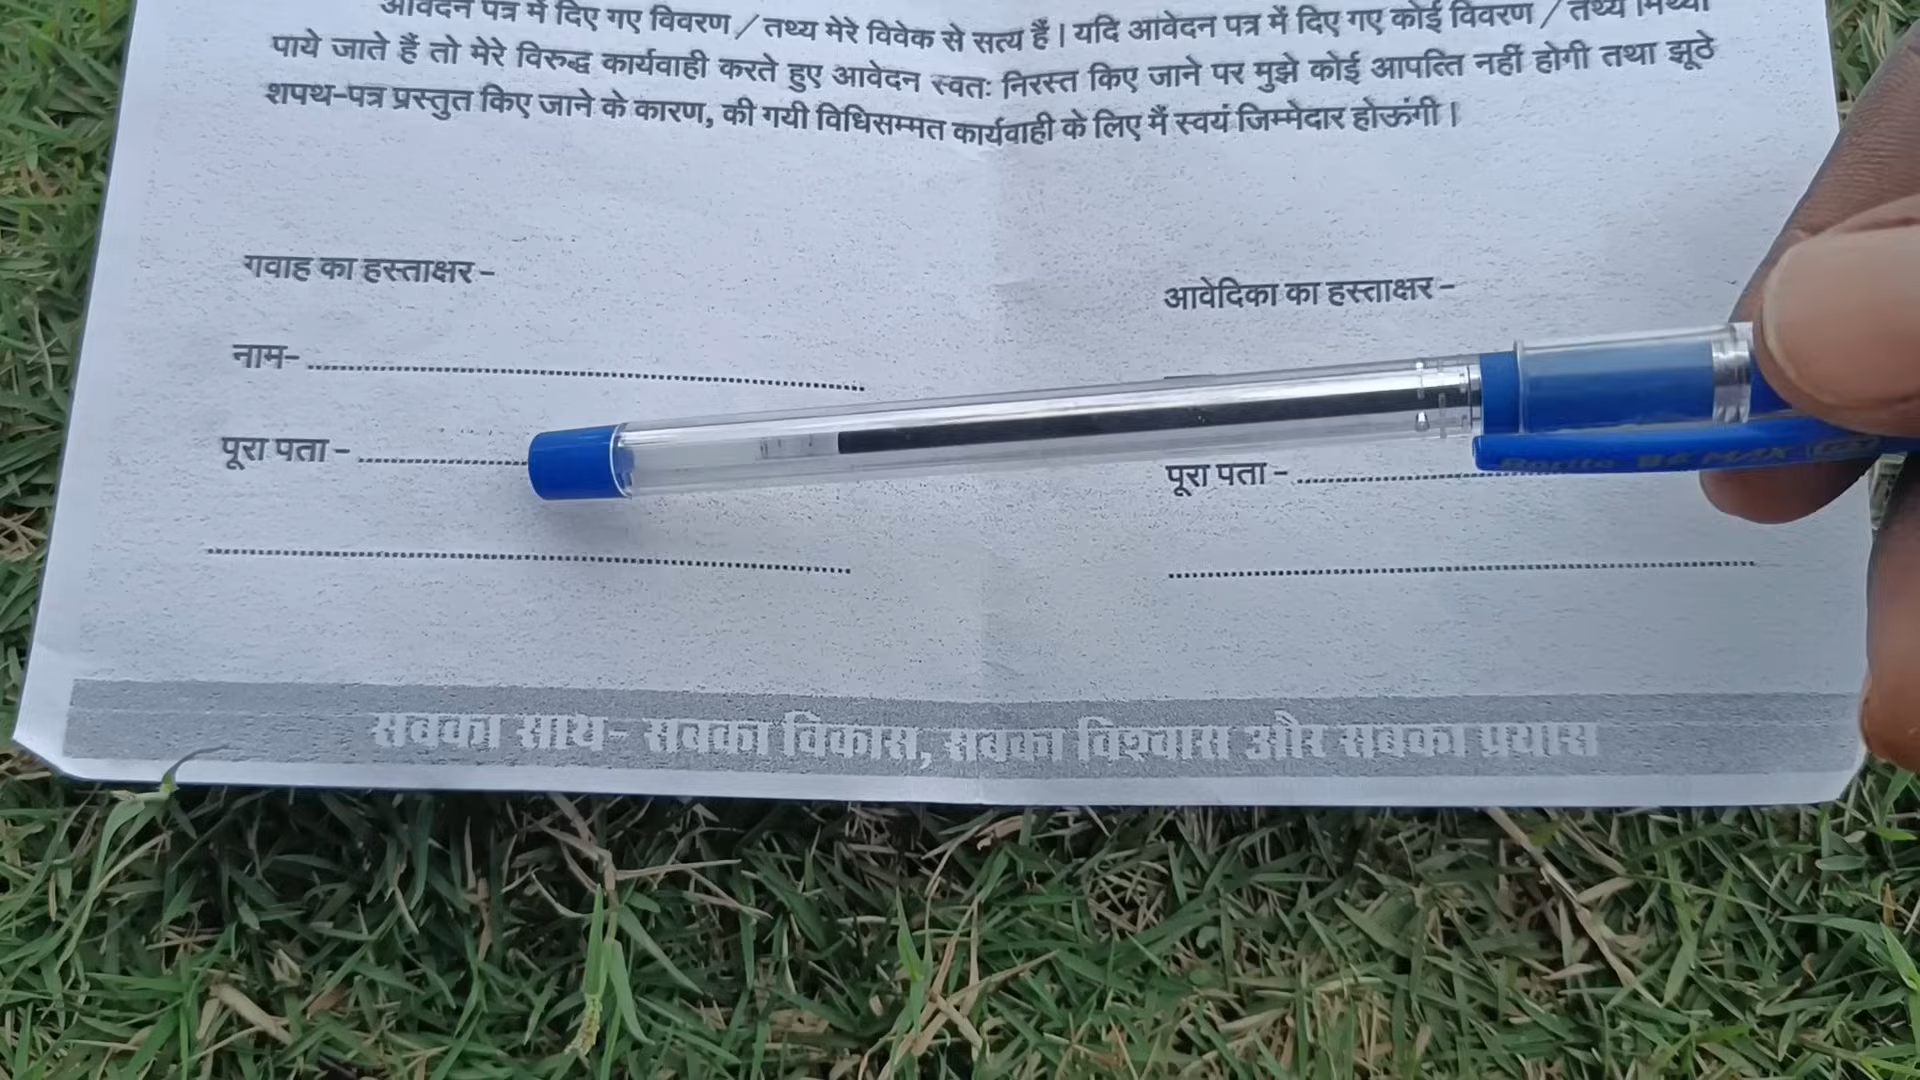 आवेदन पत्र में दिए गए विवरण / तथ्य मेरे विवेक से सत्य हैं। यदि आवेदन पत्र में दिए गए कोई विवरण / तथ्य मिथ्या
पाये जाते हैं तो मेरे विरुद्ध कार्यवाही करते हुए आवेदन स्वतः निरस्त किए जाने पर मुझे कोई आपत्ति नहीं होगी तथा झूठे
शपथ-पत्र प्रस्तुत किए जाने के कारण, की गयी विधिसम्मत कार्यवाही के लिए मैं स्वयं जिम्मेदार होऊंगी।
गवाह का हस्ताक्षर -
आवेदिका का हस्ताक्षर -
नाम-
पूरा पता -
पूरा पता -
सबका साथ- सबका विकास, सबका विश्वास और सबका प्रयास